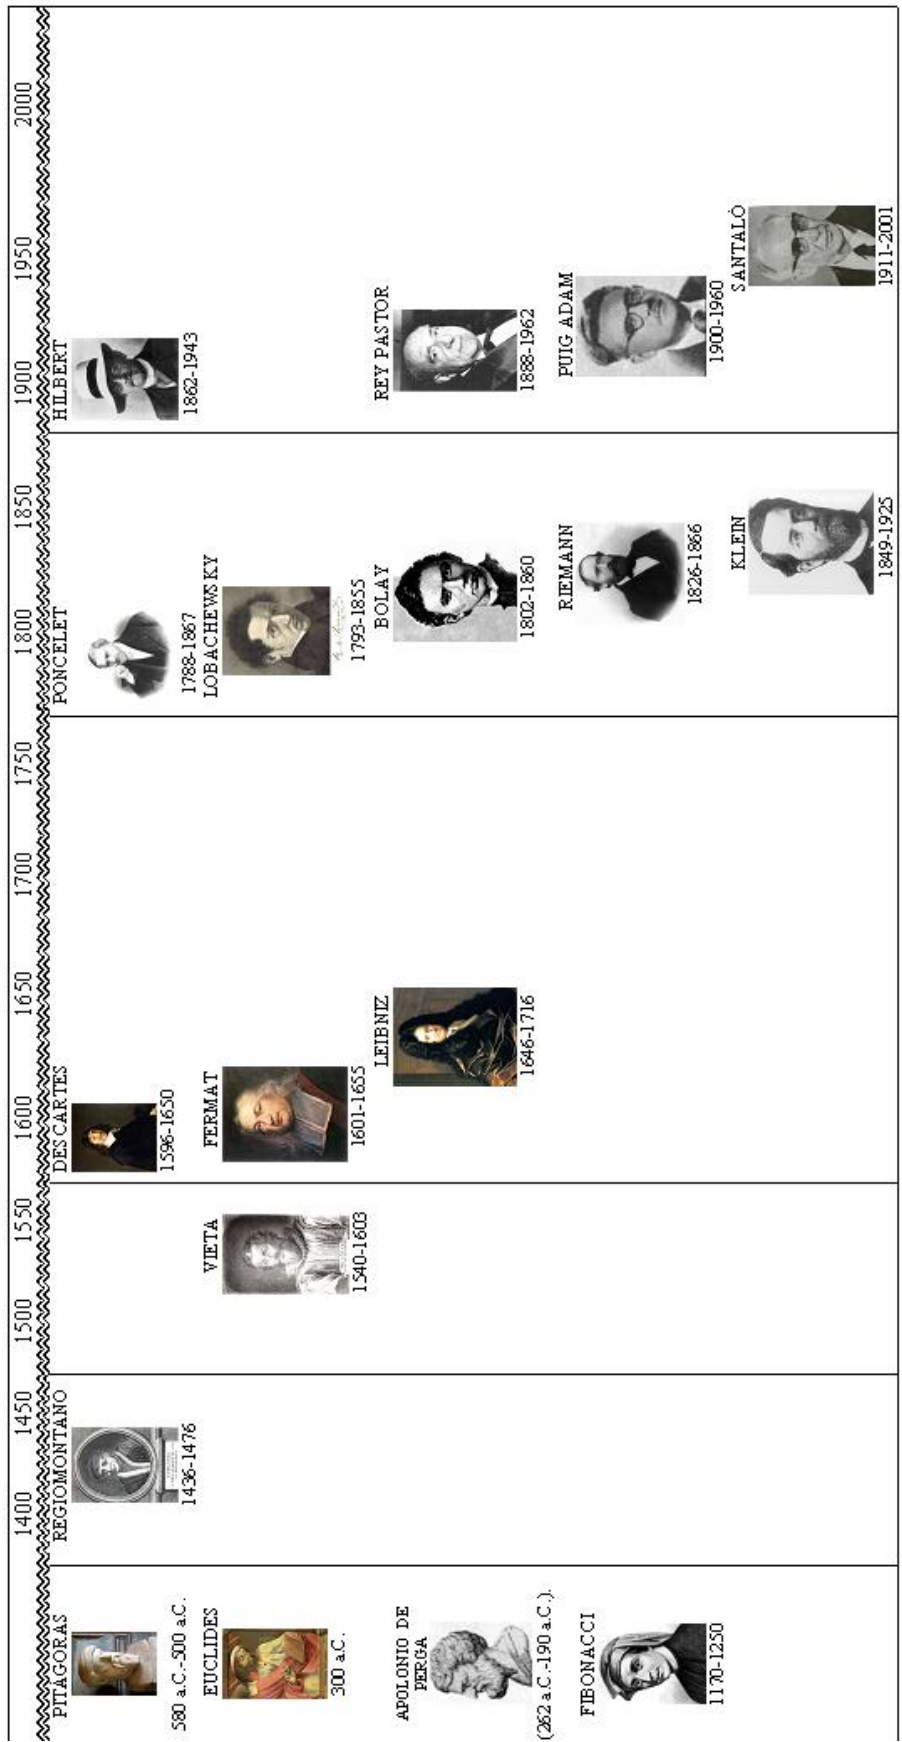 1400 1450 1500 1550 1600 1650 1700 1750 1800 1850 1900 1950 2000
PITÁGORAS
580 a.C.-500 a.C.
EUCLIDES
300 a.C.
APOLONIO DE
PERGA
(262 a.C.-190 a.C.).
FIBONACCI
1170-1250
REGIOMONTANO
1436-1476
VIETA
1540-1603
DESCARTES
1596-1650
FERMAT
1601-1655
LEIBNIZ
1646-1716
PONCELET
1788-1867
LOBACHEWSKY
1793-1855
BOLAY
1802-1860
RIEMANN
1826-1866
KLEIN
1849-1925
HILBERT
1862-1943
REY PASTOR
1888-1962
PUIG ADAM
1900-1960
SANTALÓ
1911-2001